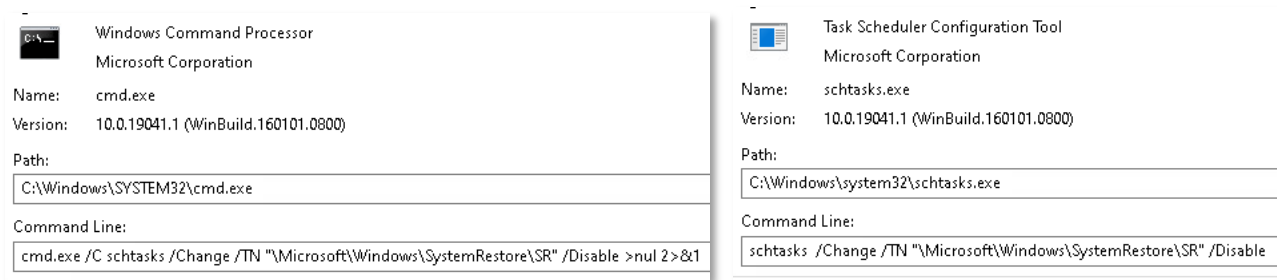 Windows Command Processor
Microsoft Corporation
Name: cmd.exe
Version: 10.0.19041.1 (WinBuild.160101.0800)
Path:
C:\Windows\SYSTEM32\cmd.exe
Command Line:
cmd.exe /C schtasks /Change /TN "\Microsoft\Windows\SystemRestore\SR" /Disable >nul 2>&1
Task Scheduler Configuration Tool
Microsoft Corporation
Name: schtasks.exe
Version: 10.0.19041.1 (WinBuild.160101.0800)
Path:
C:\Windows\system32\schtasks.exe
Command Line:
schtasks /Change /TN "\Microsoft\Windows\SystemRestore\SR" /Disable